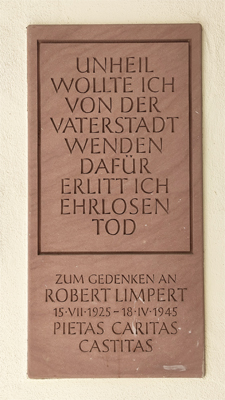 UNHEIL
WOLLTE ICH
VON DER
VATERSTADT
WENDEN
DAFÜR
ERLITT ICH
EHRLOSEN
TOD
ZUM GEDENKEN AN
ROBERT LIMPERT
15·VII·1925–18·IV·1945
PIETAS CARITAS
CASTITAS